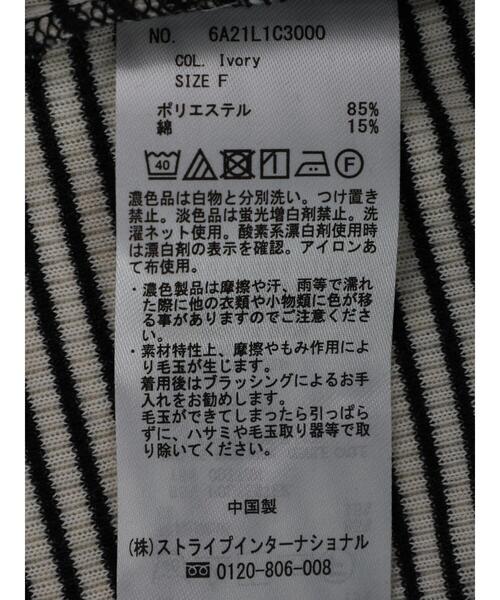 NO. 6A21L1C3000
COL. Ivory
SIZE F
ポリエステル 85%
綿 15%
40 F
濃色品は白物と分別洗い。つけ置き
禁止。淡色品は蛍光増白剤禁止。洗
濯ネット使用。酸素系漂白剤使用時
は漂白剤の表示を確認。アイロンあ
て布使用。
・濃色製品は摩擦や汗、雨等で濡れ
た際に他の衣類や小物類に色が移
る事がありますのでご注意くださ
い。
・素材特性上、摩擦やもみ作用によ
り毛玉が生じます。
着用後はブラッシングによるお手
入れをお勧めします。
毛玉ができてしまったら引っぱら
ずに、ハサミや毛玉取り器等で取
り除いてください。
中国製
(株)ストライプインターナショナル
0120-806-008